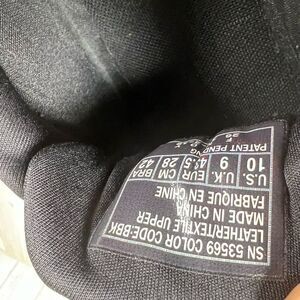 PATENT PEND
U.S. U.K. EUR CM BRA
10 9 43.5 28 42
FABRIQUE EN CHINE
MADE IN CHINA
LEATHER/TEXTILE UPPER
SN 53569 COLOR CODE:BBK